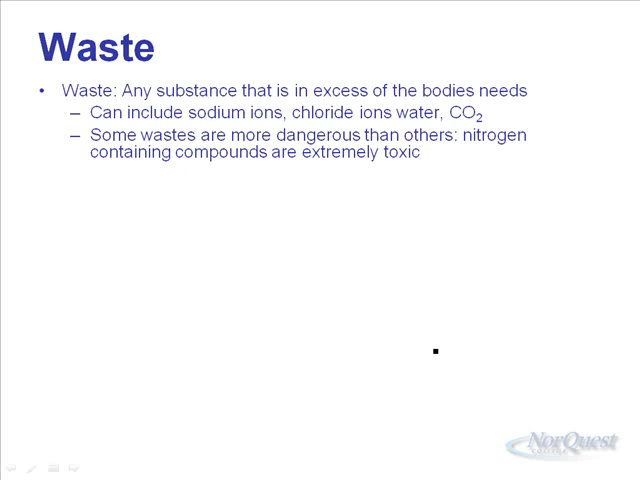 Waste
• Waste: Any substance that is in excess of the bodies needs
– Can include sodium ions, chloride ions water, CO₂
– Some wastes are more dangerous than others: nitrogen
containing compounds are extremely toxic
NorQuest
COLLEGE